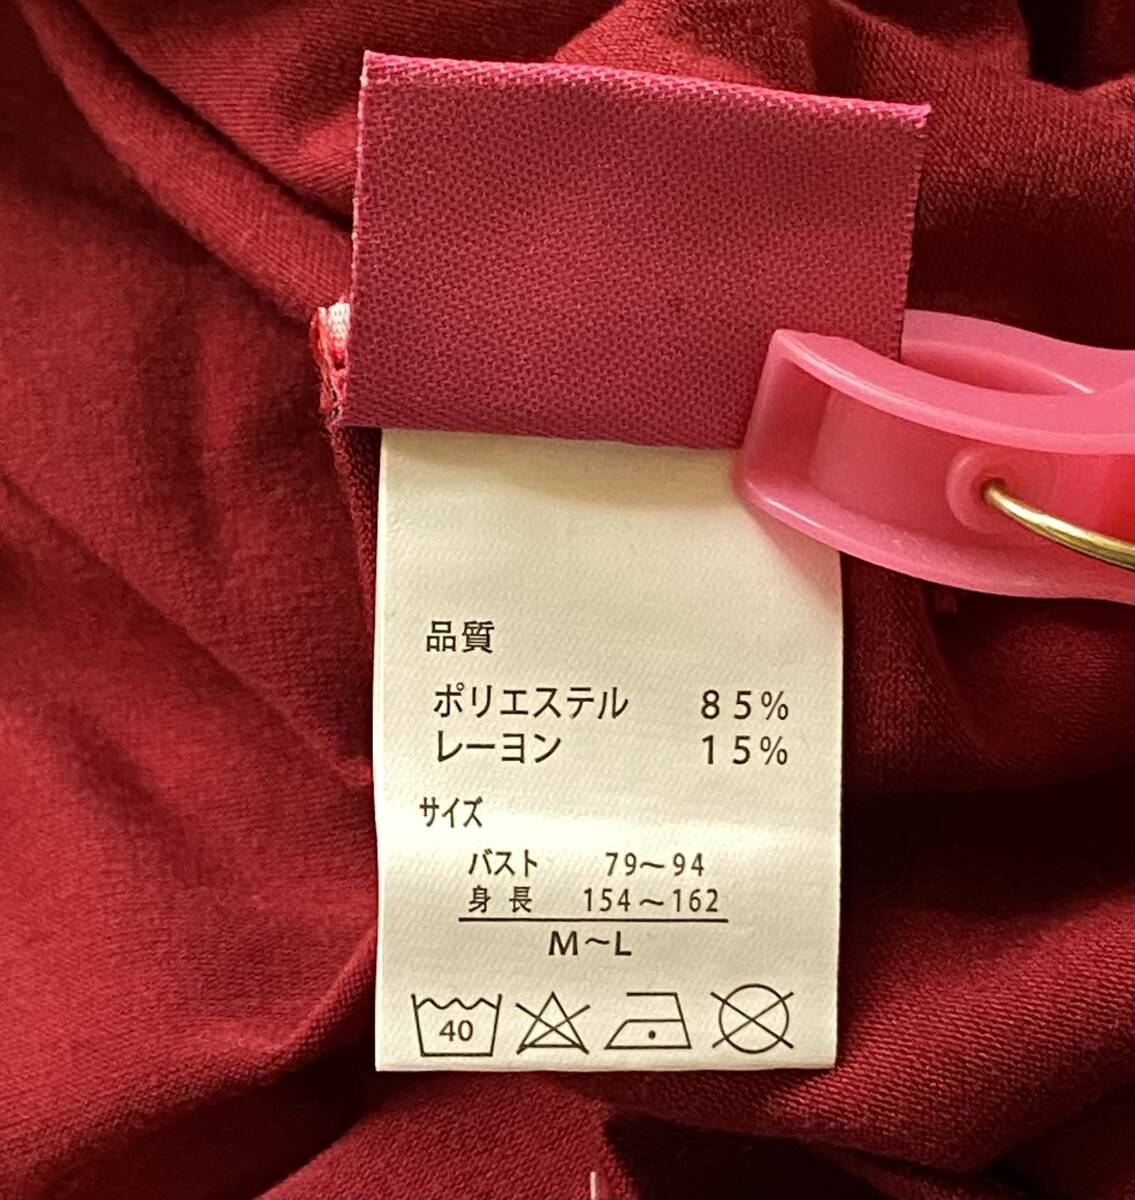 品質
ポリエステル 85%
レーヨン 15%
サイズ
バスト 79～94
身長 154～162
M～L
40